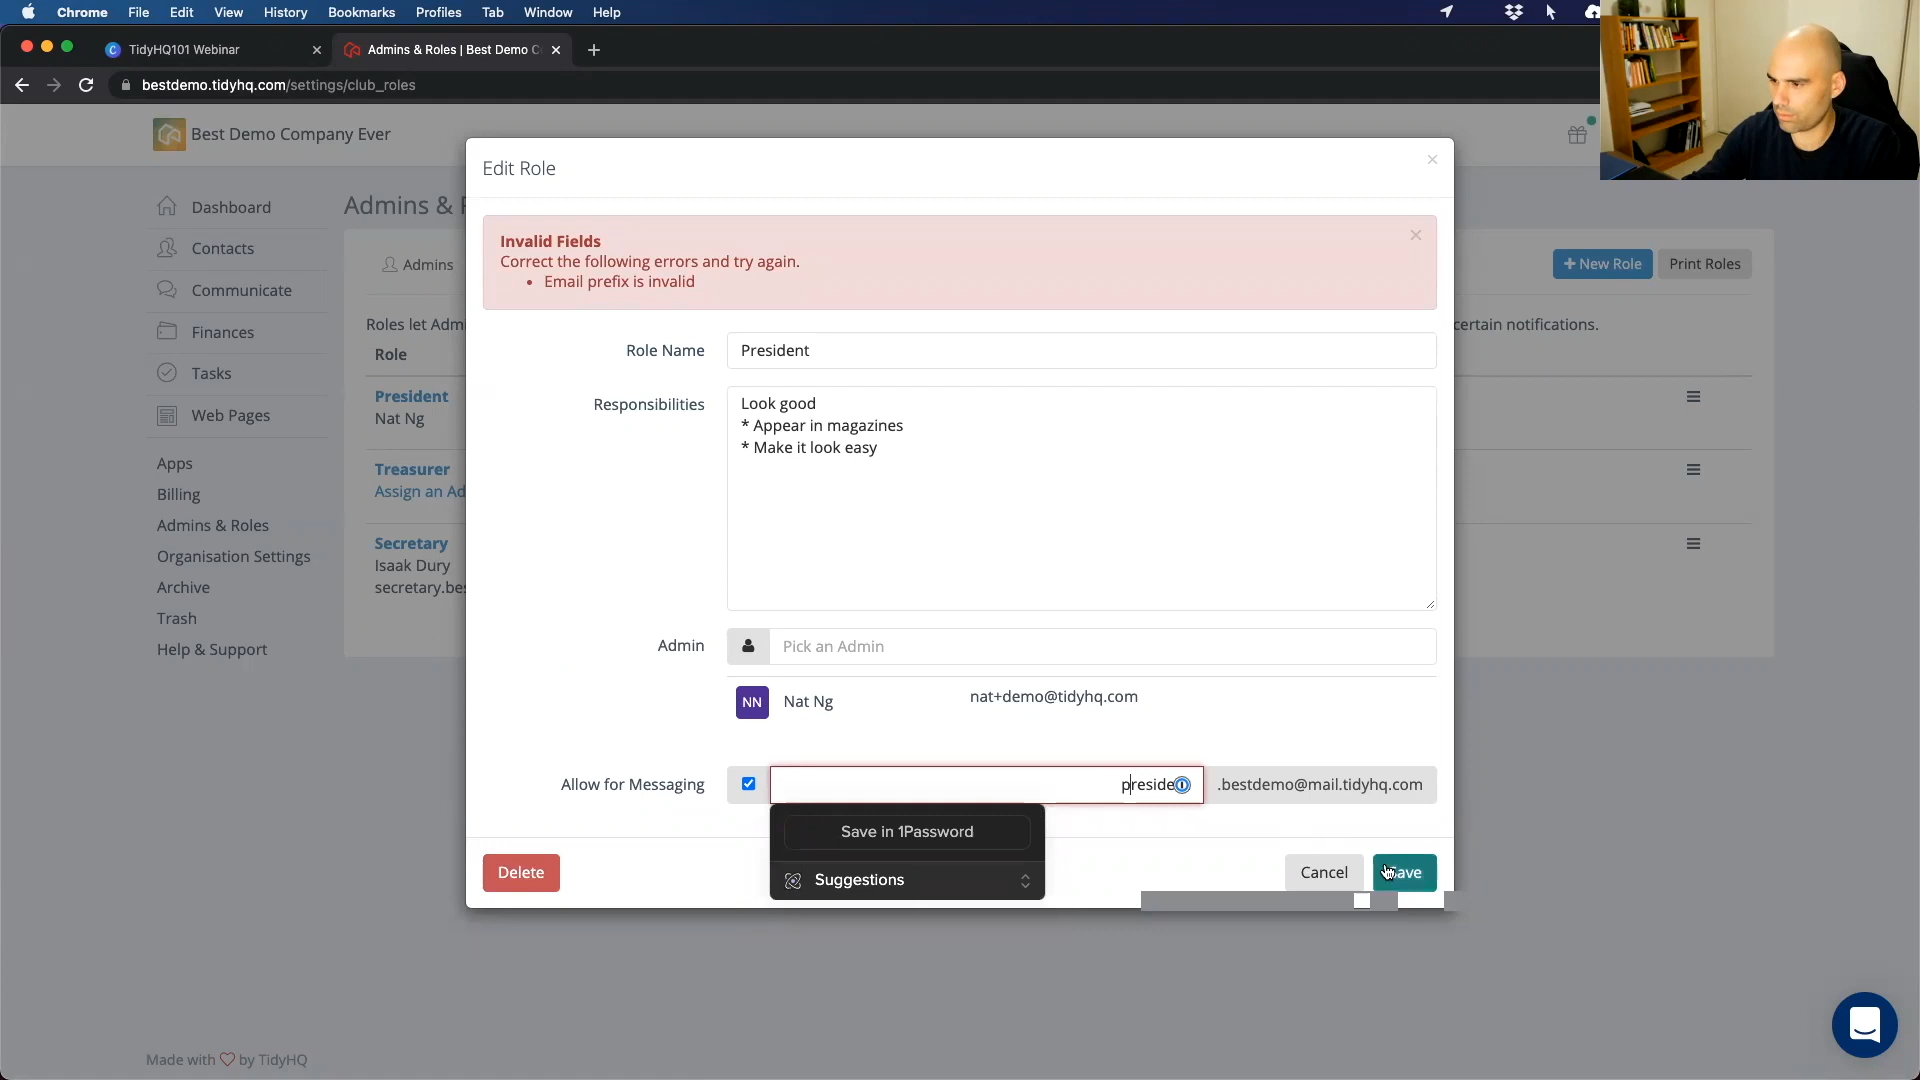 Chrome File Edit View History Bookmarks Profiles Tab Window Help
TidyHQ101 Webinar
Admins & Roles | Best Demo C
bestdemo.tidyhq.com/settings/club_roles
Best Demo Company Ever
Dashboard
Contacts
Communicate
Finances
Tasks
Web Pages
Apps
Billing
Admins & Roles
Organisation Settings
Archive
Trash
Help & Support
Made with by TidyHQ
Admins &
Admins
New Role
Print Roles
Roles let
certain notifications.
Role
President
Nat Ng
Treasurer
Assign an
Secretary
Isaak Dury
Edit Role
Invalid Fields
Correct the following errors and try again.
• Email prefix is invalid
Role Name
President
Responsibilities
Look good
* Appear in magazines
* Make it look easy
Admin
Pick an Admin
NN
Nat Ng
nat+demo@tidyhq.com
Allow for Messaging
.bestdemo@mail.tidyhq.com
Save in 1Password
Suggestions
Delete
Cancel